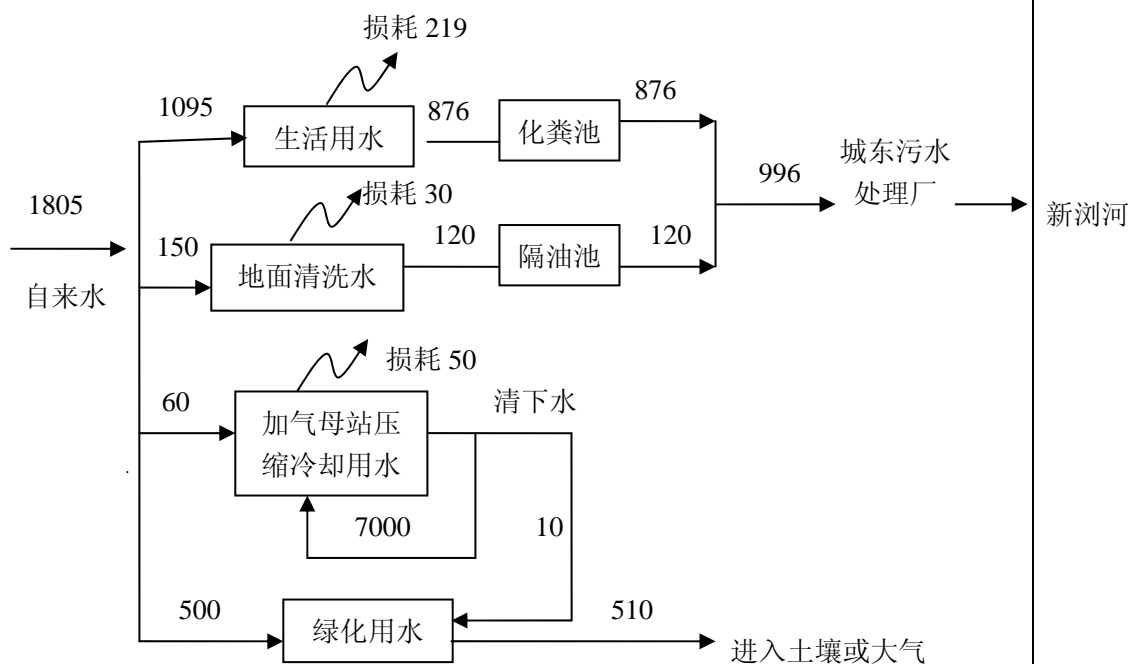 损耗 219
1095
生活用水
876
化粪池
876
城东污水
处理厂
996
新浏河
1805
自来水
损耗 30
150
地面清洗水
120
隔油池
120
损耗 50
60
加气母站压
缩冷却用水
清下水
7000
10
500
绿化用水
510
进入土壤或大气